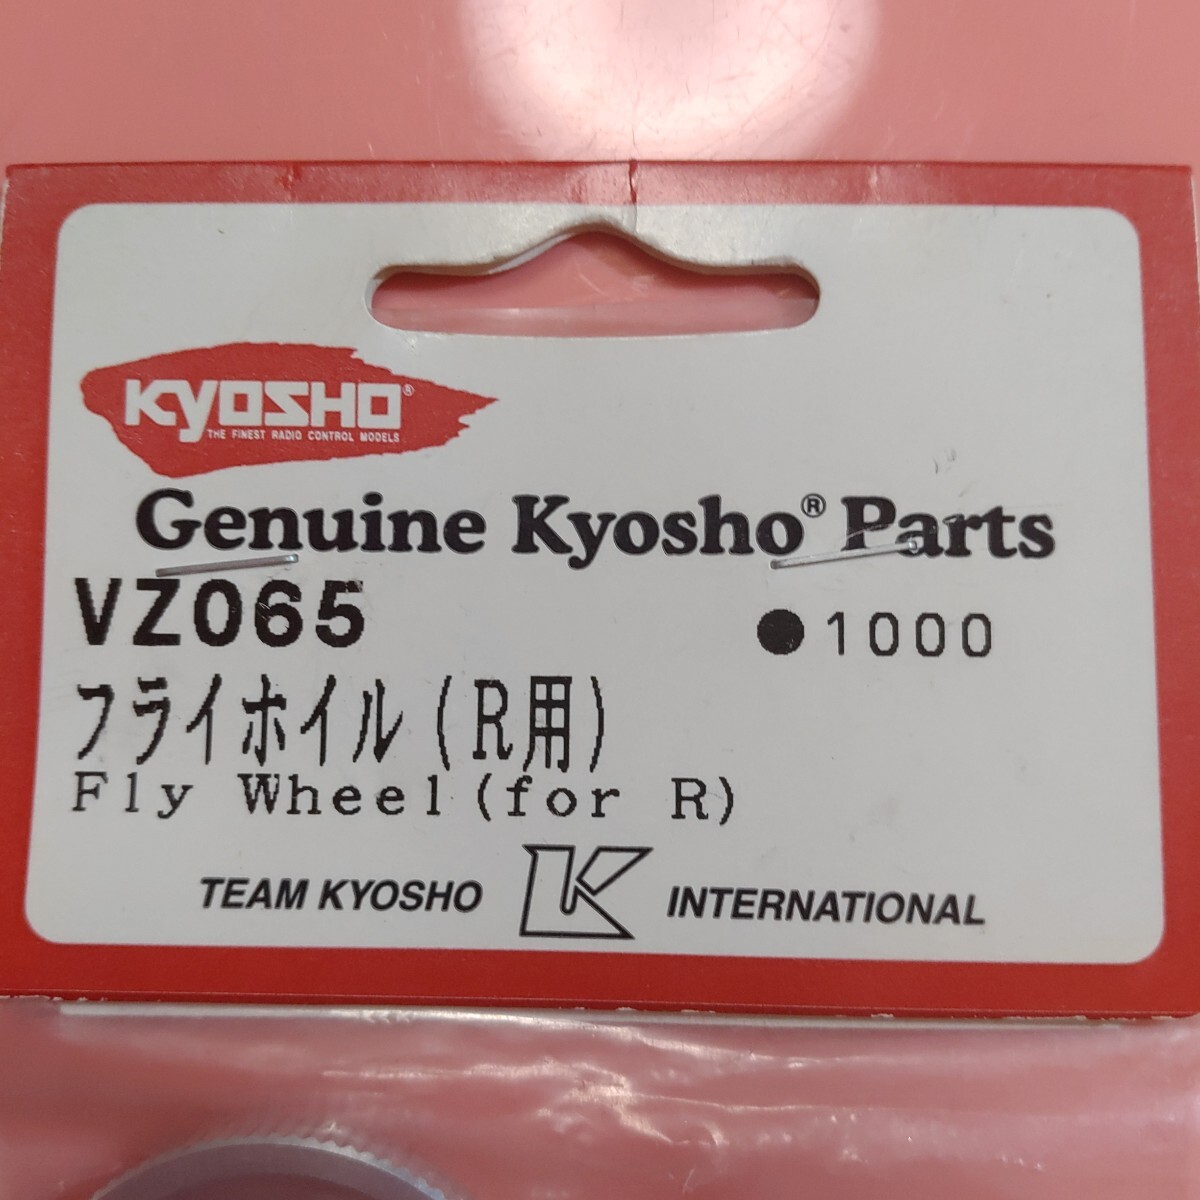 KYOSHO®
THE FINEST RADIO CONTROL MODELS
Genuine Kyosho® Parts
VZ065 ●1000
フライホイル(R用)
Fly Wheel(for R)
TEAM KYOSHO K INTERNATIONAL